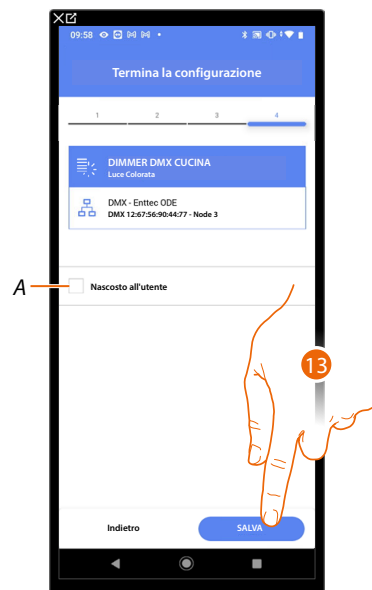 09:58
Termina la configurazione
1 2 3 4
DIMMER DMX CUCINA
Luce Colorata
DMX - Enttec ODE
DMX 12:67:56:90:44:77 - Node 3
A
Nascosto all'utente
13
Indietro
SALVA